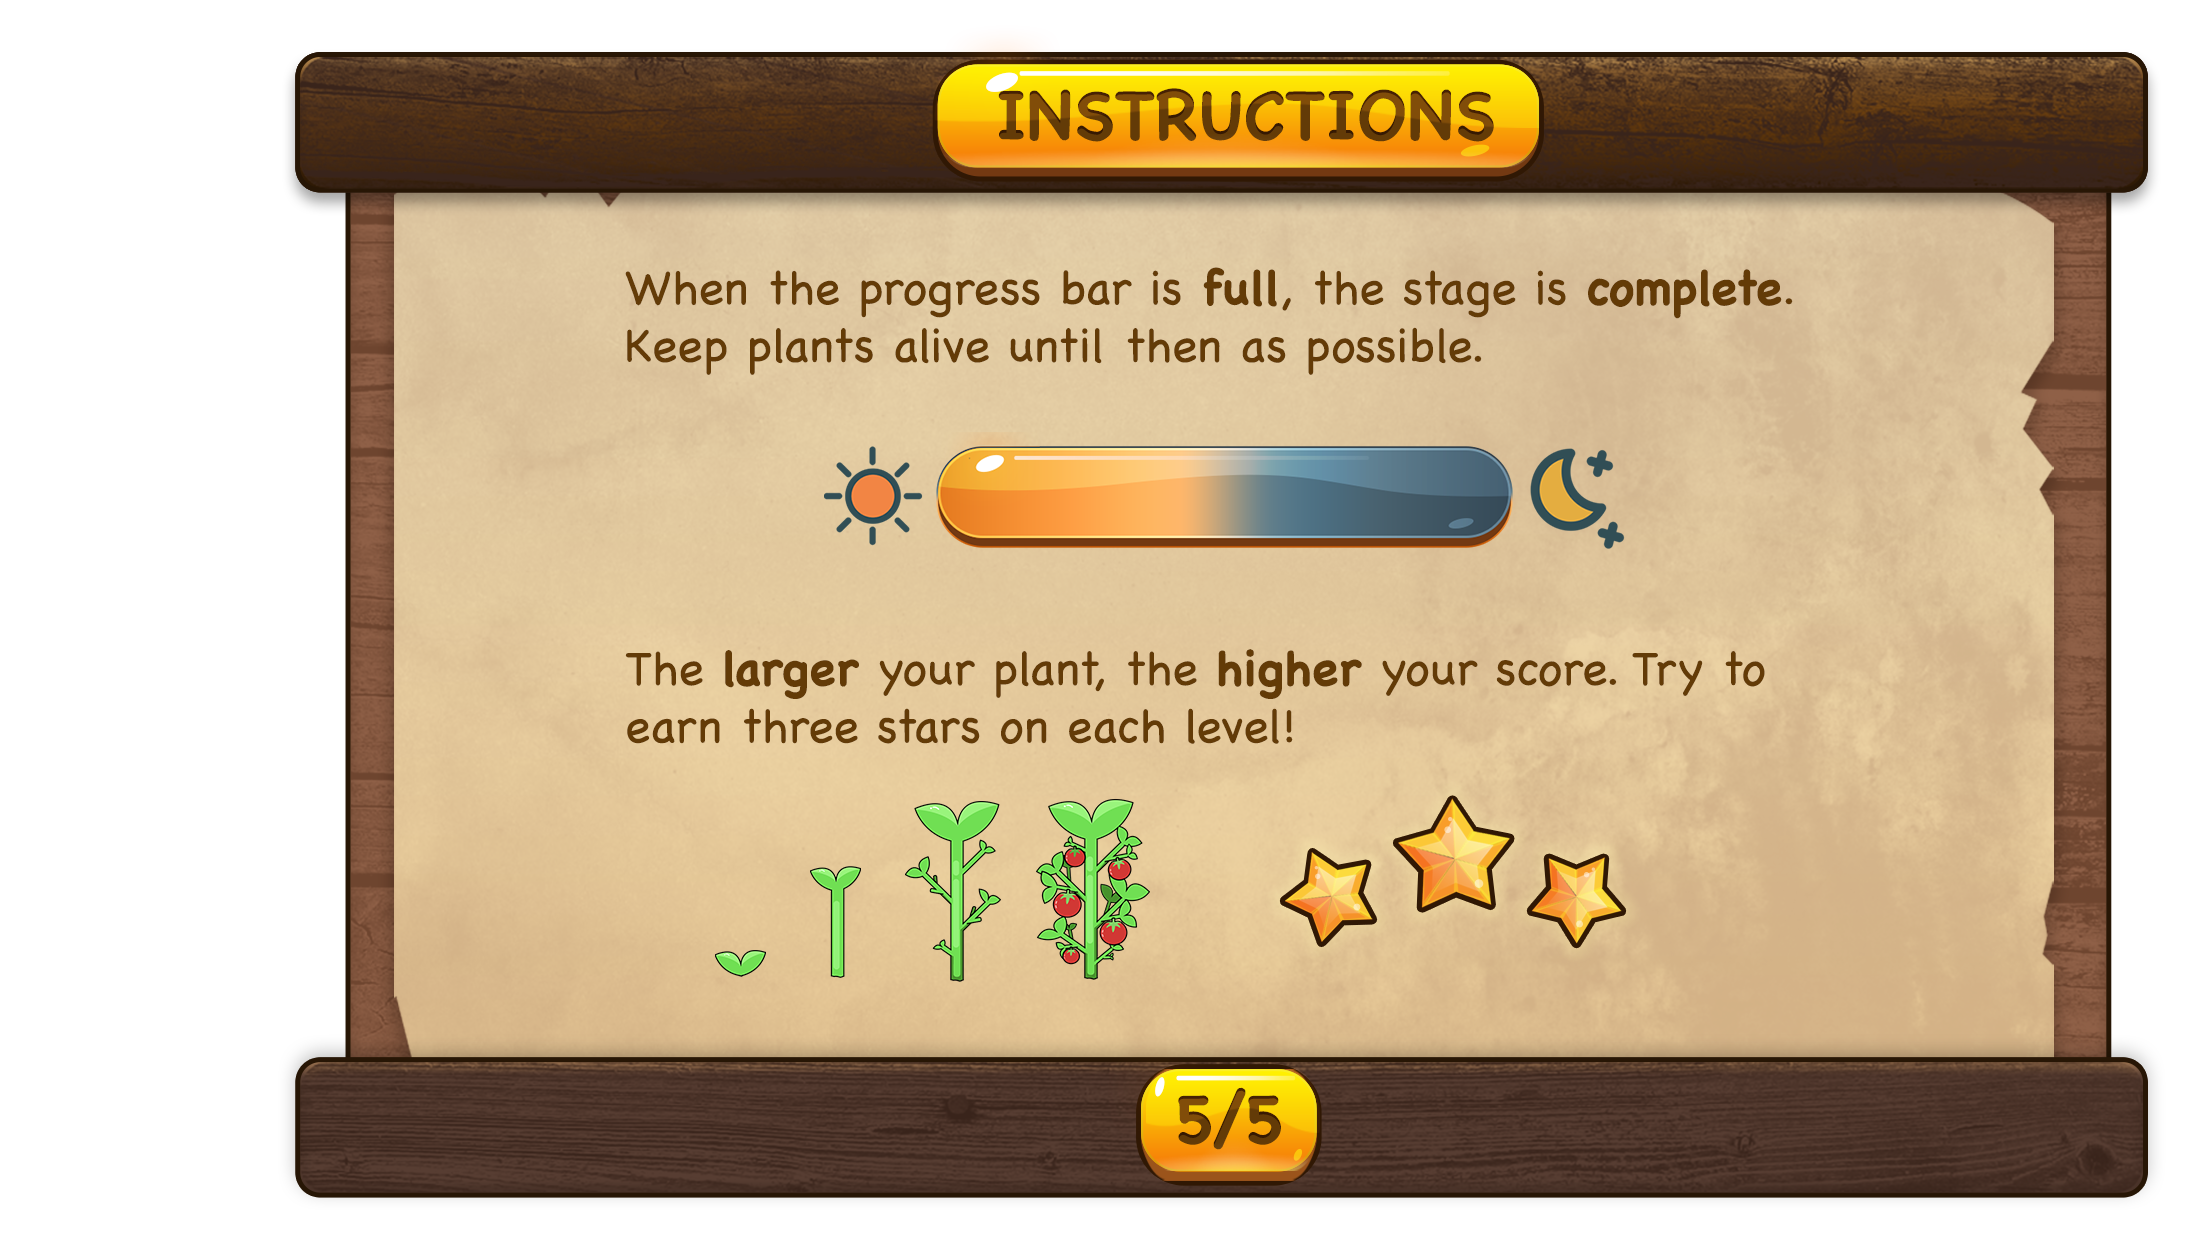 INSTRUCTIONS
When the progress bar is full, the stage is complete.
Keep plants alive until then as possible.
The larger your plant, the higher your score. Try to
earn three stars on each level!
5/5